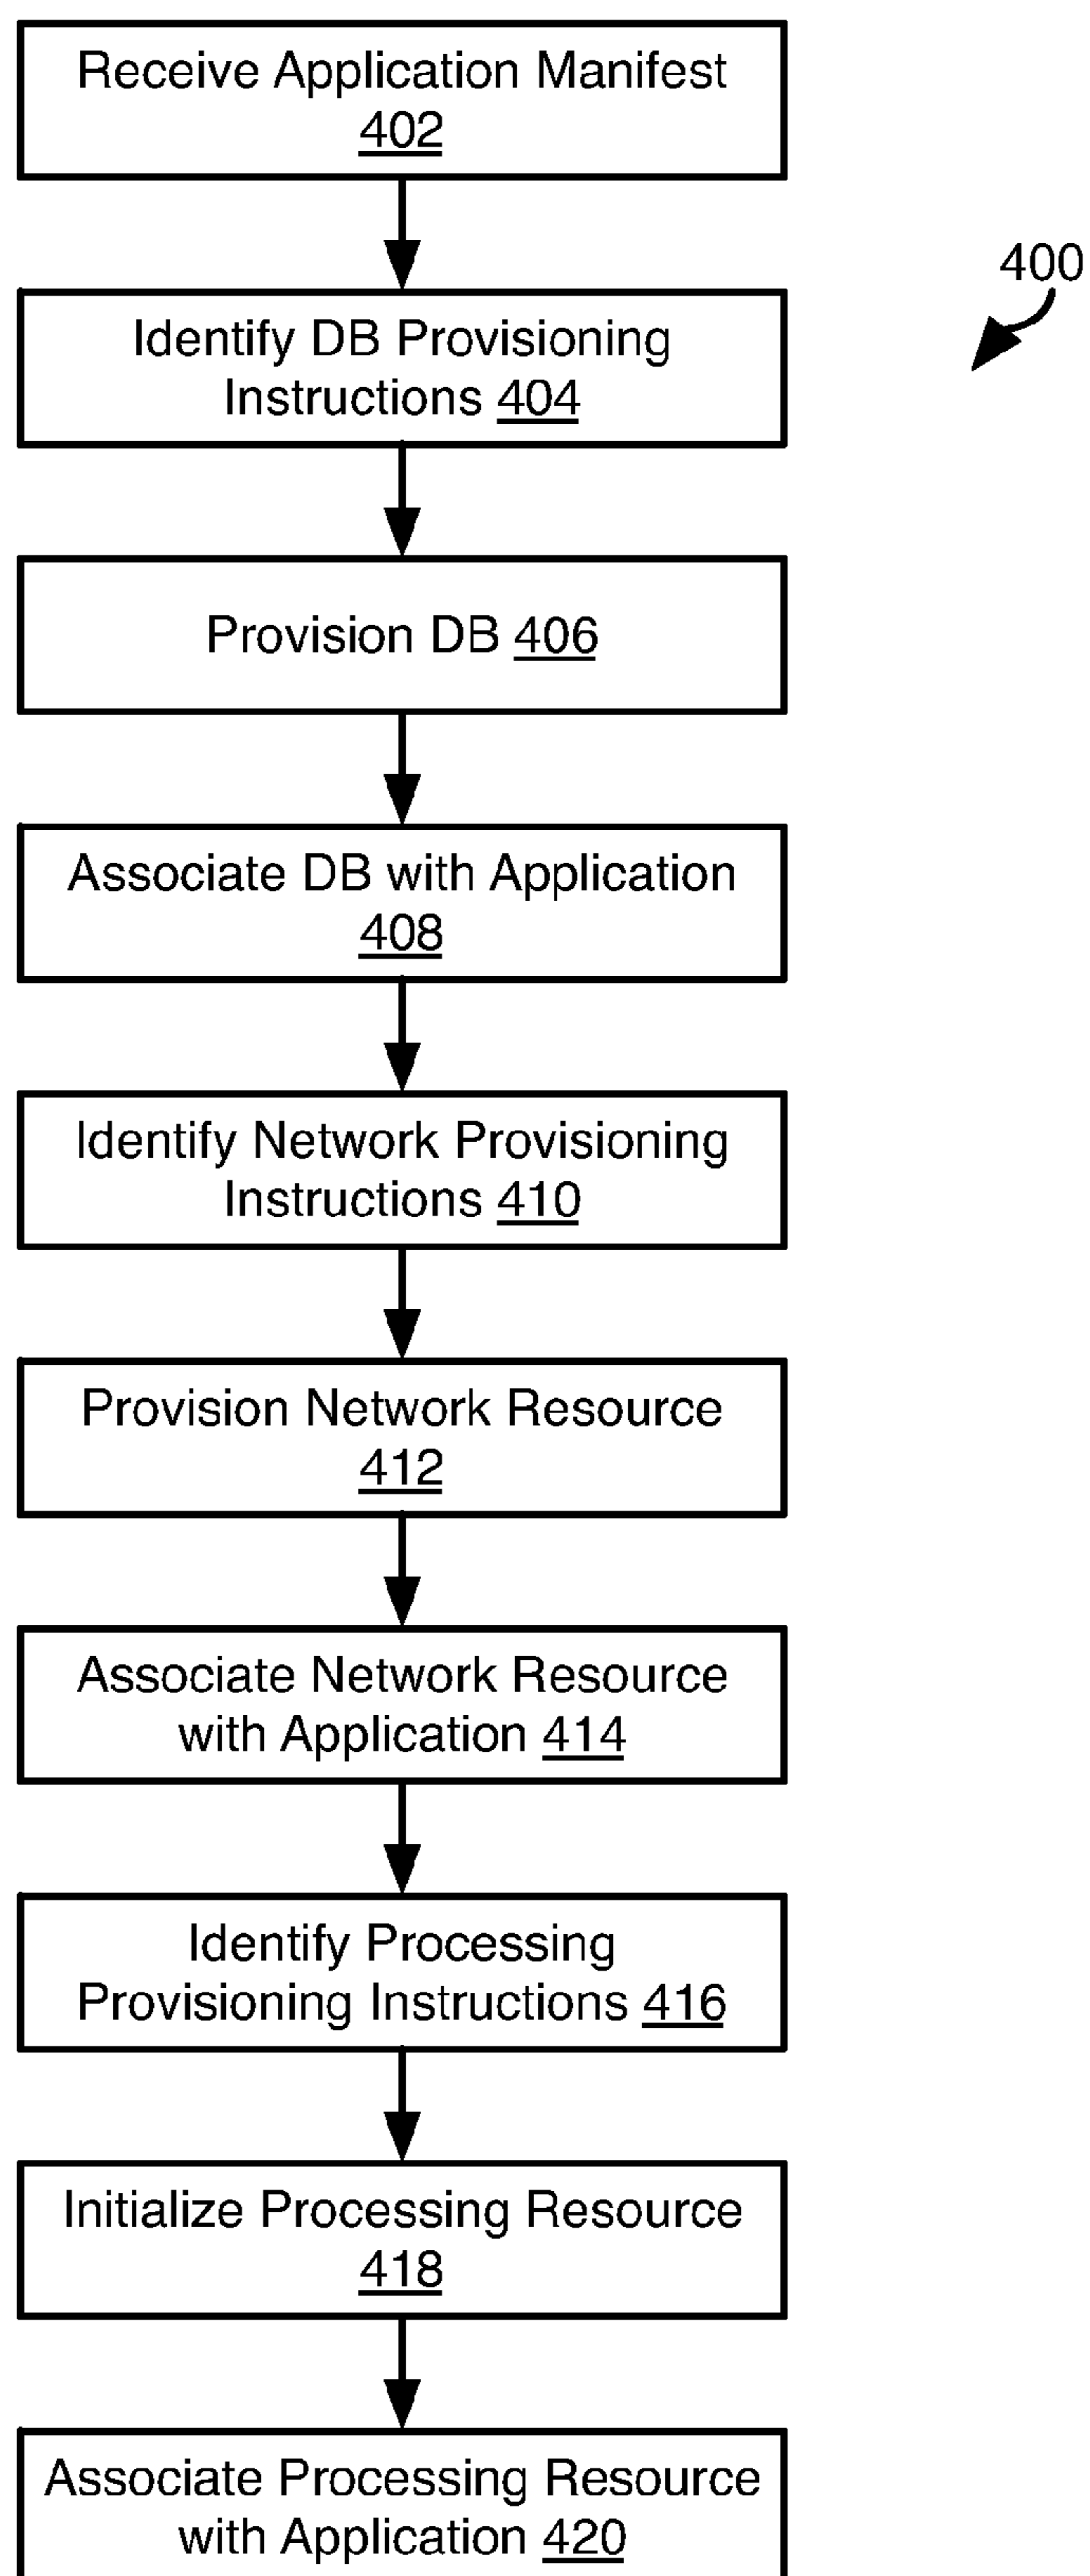 Receive Application Manifest
402
400
Identify DB Provisioning
Instructions 404
Provision DB 406
Associate DB with Application
408
Identify Network Provisioning
Instructions 410
Provision Network Resource
412
Associate Network Resource
with Application 414
Identify Processing
Provisioning Instructions 416
Initialize Processing Resource
418
Associate Processing Resource
with Application 420